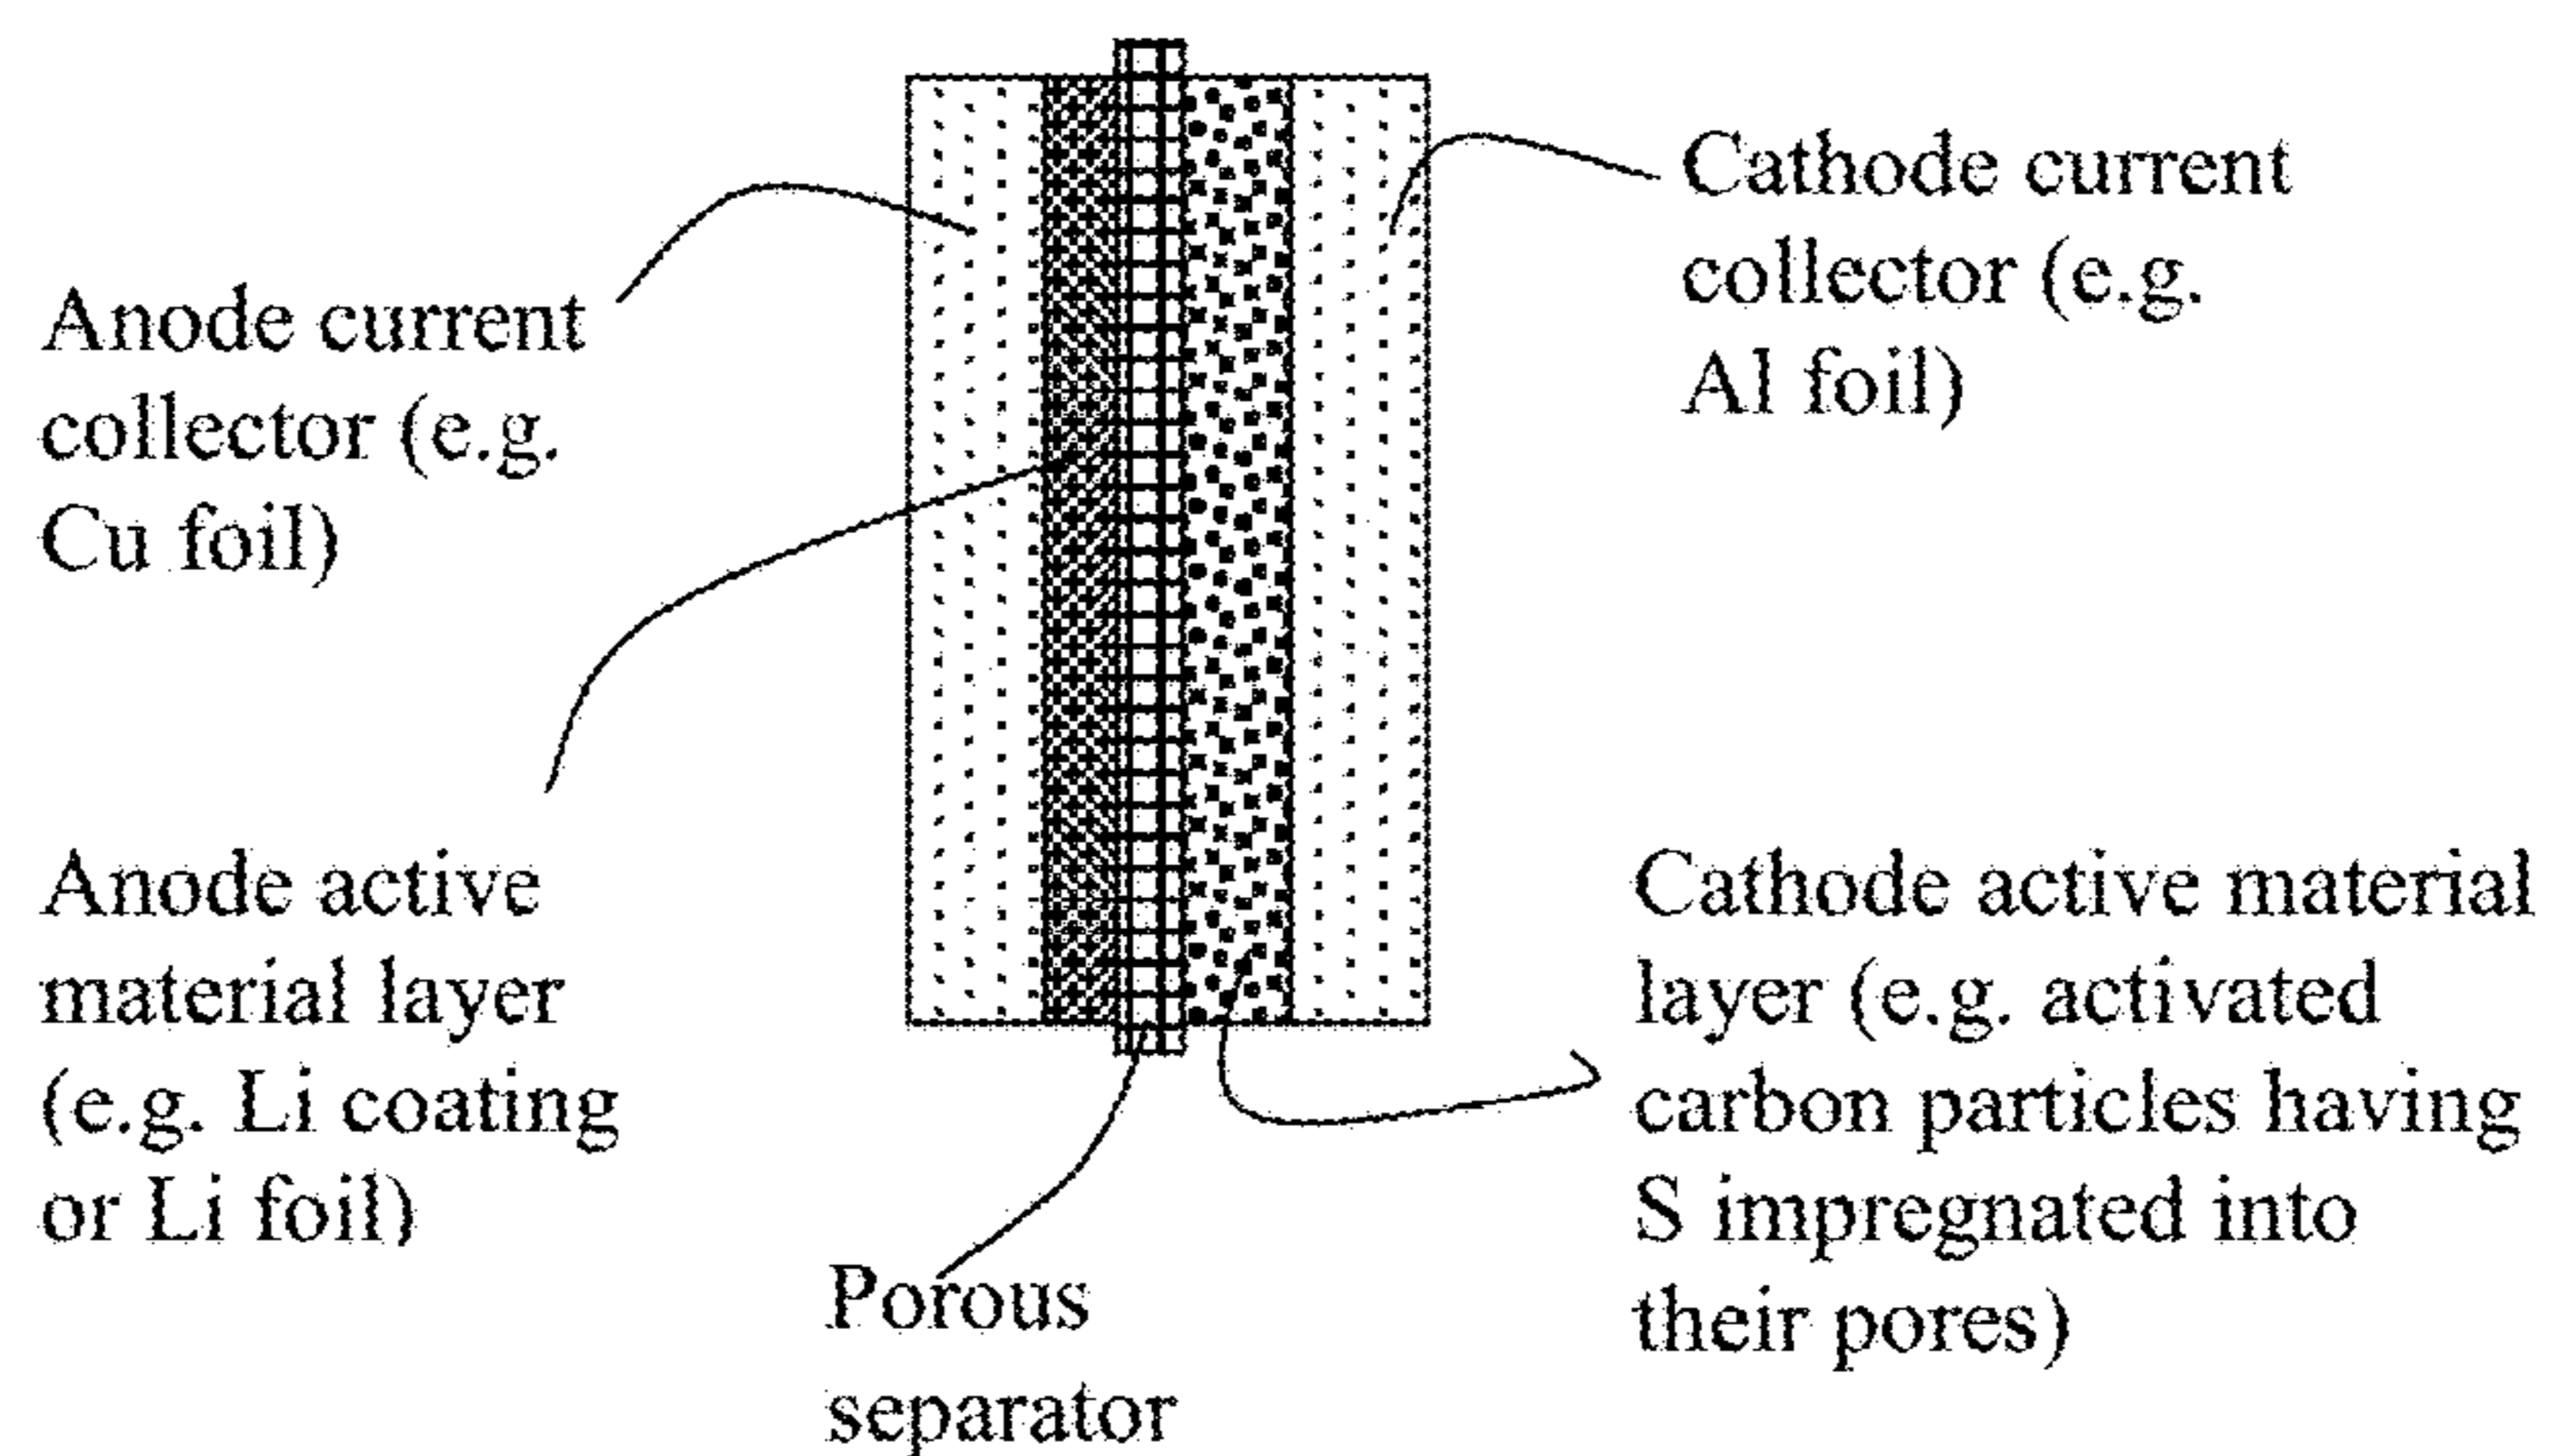 Anode current
collector (e.g.
Cu foil)
Anode active
material layer
(e.g. Li coating
or Li foil)
Porous
separator
Cathode current
collector (e.g.
Al foil)
Cathode active material
layer (e.g. activated
carbon particles having
S impregnated into
their pores)